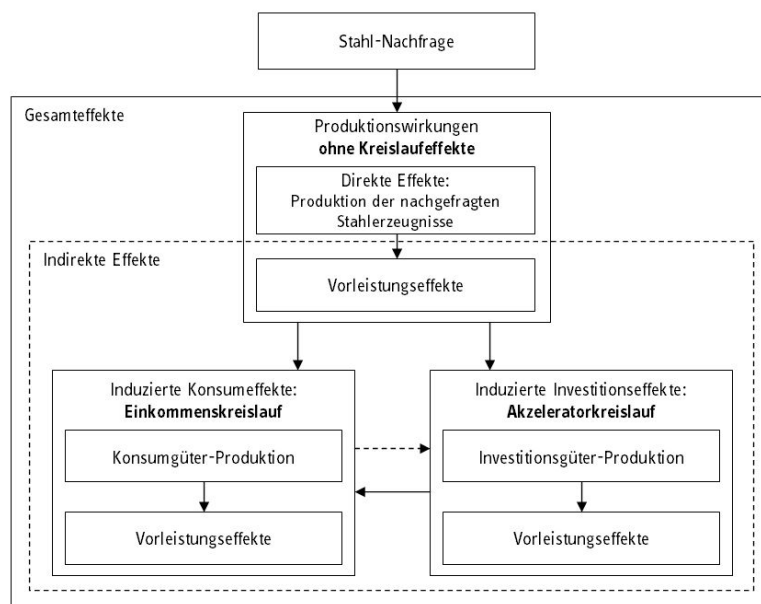 Stahl-Nachfrage
Gesamteffekte
Produktionswirkungen
ohne Kreislaufeffekte
Direkte Effekte:
Produktion der nachgefragten
Stahlerzeugnisse
Indirekte Effekte
Vorleistungseffekte
Induzierte Konsumeffekte:
Einkommenskreislauf
Konsumgüter-Produktion
Vorleistungseffekte
Induzierte Investitionseffekte:
Akzeleratorkreislauf
Investitionsgüter-Produktion
Vorleistungseffekte